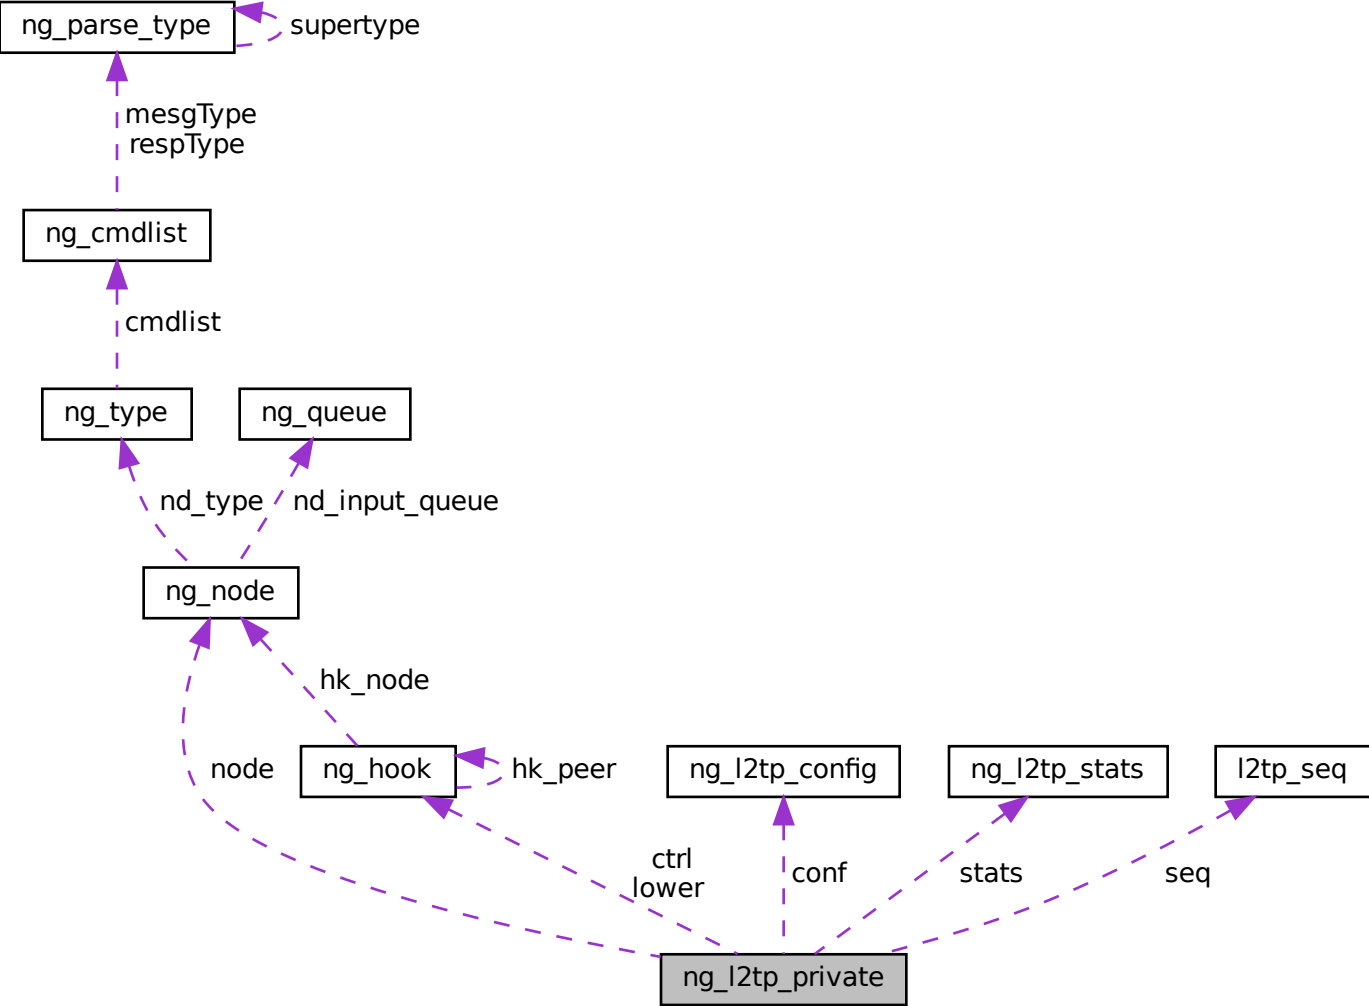 ng_parse_type
supertype
mesgType
respType
ng_cmdlist
cmdlist
ng_type
ng_queue
nd_type
nd_input_queue
ng_node
hk_node
node
ng_hook
hk_peer
ng_l2tp_config
ng_l2tp_stats
l2tp_seq
ctrl
lower
conf
stats
seq
ng_l2tp_private